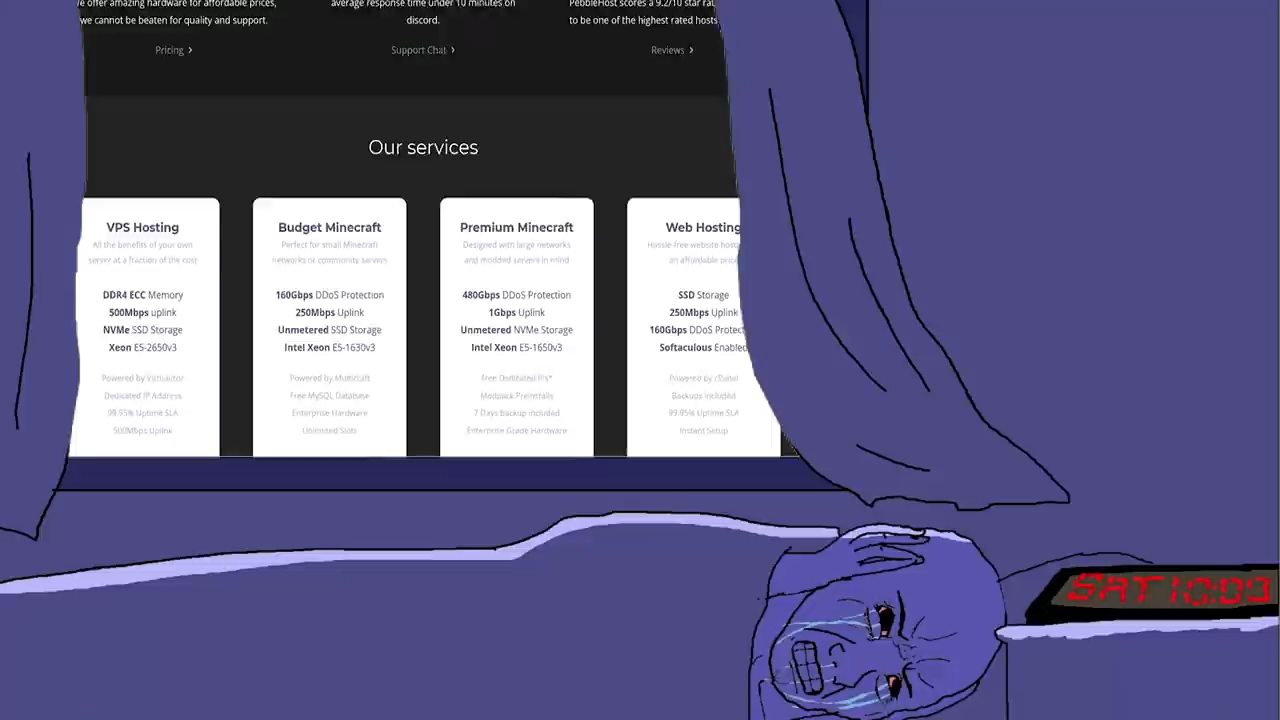 e offer amazing hardware for affordable prices,
we cannot be beaten for quality and support.
Pricing ›
average response time under 10 minutes on
discord.
Support Chat ›
PebbleHost scores a 9.2/10 star rat
to be one of the highest rated hosts
Reviews ›
Our services
VPS Hosting
All the benefits of your own
server at a fraction of the cost
DDR4 ECC Memory
500Mbps uplink
NVMe SSD Storage
Xeon E5-2650v3
Powered by Virtualizor
Dedicated IP Address
99.95% Uptime SLA
500Mbps Uplink
Budget Minecraft
Perfect for small Minecraft
networks or community servers
160Gbps DDoS Protection
250Mbps Uplink
Unmetered SSD Storage
Intel Xeon E5-1630v3
Powered by Multicraft
Free MySQL Database
Enterprise Hardware
Unlimited Slots
Premium Minecraft
Designed with large networks
and modded servers in mind
480Gbps DDoS Protection
1Gbps Uplink
Unmetered NVMe Storage
Intel Xeon E5-1650v3
Free Dedicated IPs*
Modpack Preinstalls
7 Days backup included
Enterprise Grade Hardware
Web Hosting
Hassle-free website host
an affordable price
SSD Storage
250Mbps Uplink
160Gbps DDoS Protect
Softaculous Enabled
Powered by cPanel
Backups Included
99.95% Uptime SLA
Instant Setup
SAT 10:00